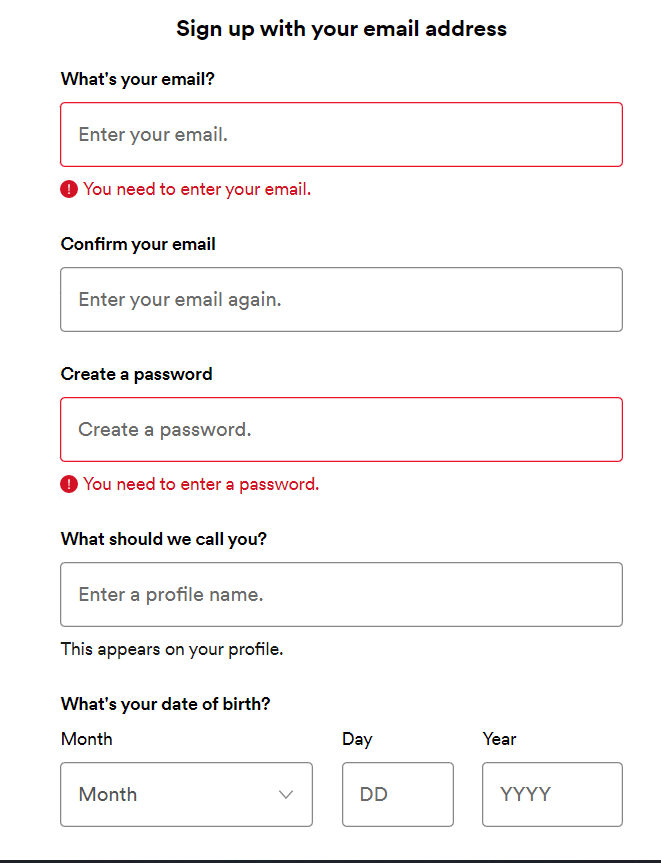 Sign up with your email address
What's your email?
Enter your email.
You need to enter your email.
Confirm your email
Enter your email again.
Create a password
Create a password.
You need to enter a password.
What should we call you?
Enter a profile name.
This appears on your profile.
What's your date of birth?
Month Day Year
Month DD YYYY